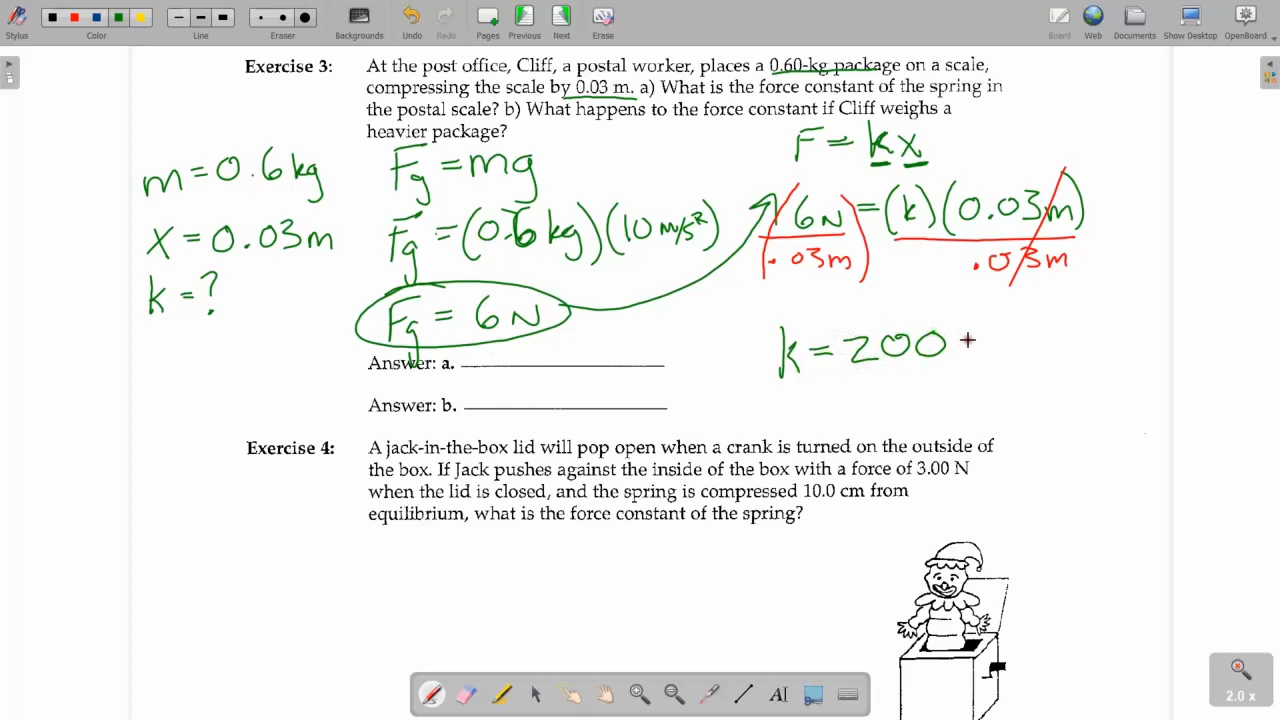 Stylus
Color
Line
Eraser
Backgrounds
Undo
Redo
Pages
Previous
Next
Erase
Board
Web
Documents
Show Desktop
OpenBoard
Exercise 3: At the post office, Cliff, a postal worker, places a 0.60-kg package on a scale,
compressing the scale by 0.03 m. a) What is the force constant of the spring in
the postal scale? b) What happens to the force constant if Cliff weighs a
heavier package?
m = 0.6 kg
x = 0.03 m
k = ?
Fg = mg
Fg = (0.6 kg)(10 m/s²)
Fg = 6 N
F = kx
6 N = (k)(0.03 m)
.03m .03m
k = 200
Answer: a.
Answer: b.
Exercise 4: A jack-in-the-box lid will pop open when a crank is turned on the outside of
the box. If Jack pushes against the inside of the box with a force of 3.00 N
when the lid is closed, and the spring is compressed 10.0 cm from
equilibrium, what is the force constant of the spring?
AI
2.0 x